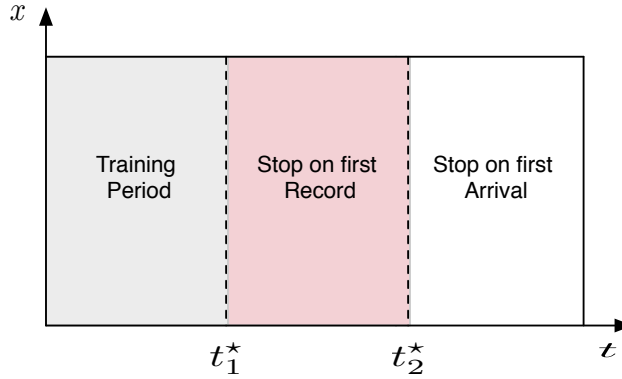 x
Training
Period
Stop on first
Record
Stop on first
Arrival
t₁⋆
t₂⋆
t